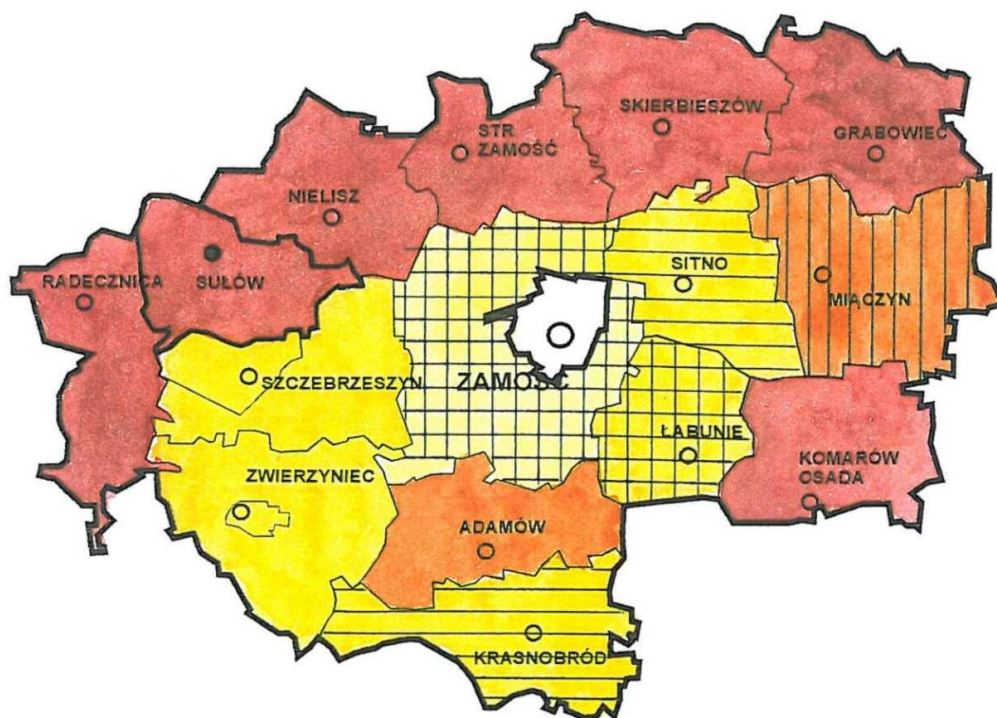 SKIERBIESZÓW
STR
ZAMOŚĆ
GRABOWIEC
NIELISZ
RADECZNICA
SUŁÓW
SITNO
MIĄCZYN
SZCZEBRZESZYN
ZAMOŚĆ
ŁABUNIE
ZWIERZYNIEC
KOMARÓW
OSADA
ADAMÓW
KRASNOBRÓD